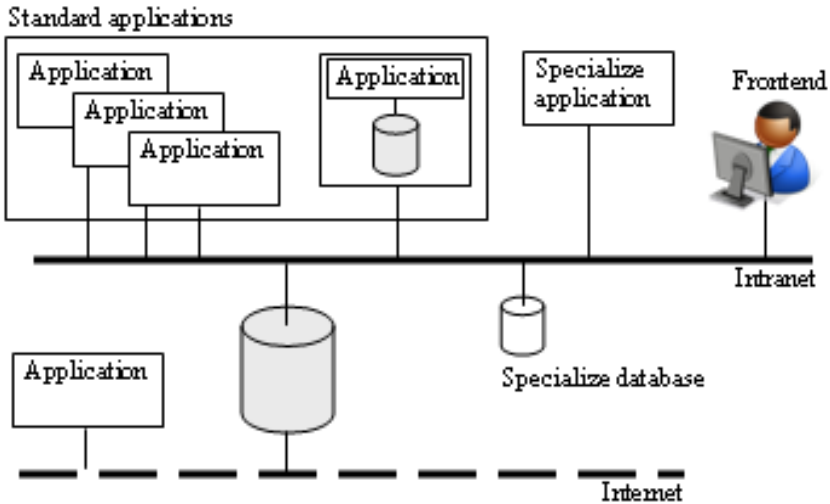 Standard applications
Application
Application
Application
Application
Specialize
application
Frontend
Intranet
Specialize database
Application
Internet